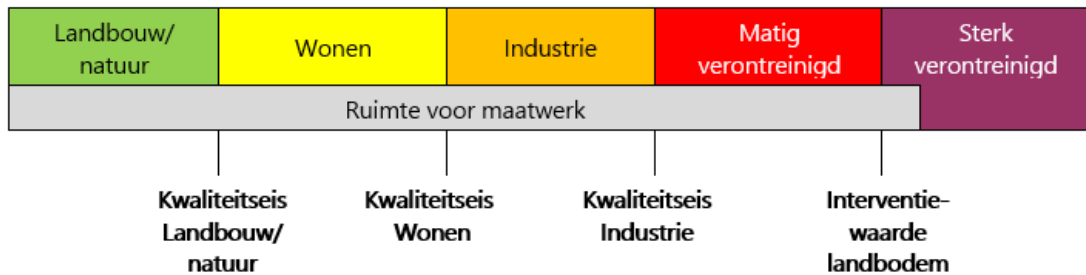 Landbouw/
natuur
Wonen
Industrie
Matig
verontreinigd
Sterk
verontreinigd
Ruimte voor maatwerk
Kwaliteitseis
Landbouw/
natuur
Kwaliteitseis
Wonen
Kwaliteitseis
Industrie
Interventie-
waarde
landbodem